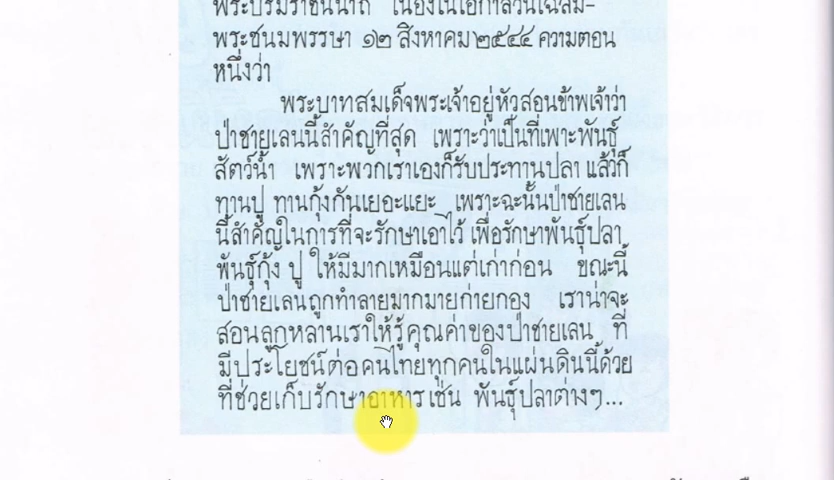 พระบรมราชินีนาถ เนื่องในโอกาสวันเฉลิม-
พระชนมพรรษา ๑๒ สิงหาคม ๒๕๔๔ ความตอน
หนึ่งว่า
พระบาทสมเด็จพระเจ้าอยู่หัวสอนข้าพเจ้าว่า
ป่าชายเลนนี้สำคัญที่สุด เพราะว่าเป็นที่เพาะพันธุ์
สัตว์น้ำ เพราะพวกเราเองก็รับประทานปลา แล้วก็
ทานปู ทานกุ้งกันเยอะแยะ เพราะฉะนั้นป่าชายเลน
นี้สำคัญในการที่จะรักษาเอาไว้ เพื่อรักษาพันธุ์ปลา
พันธุ์กุ้ง ปู ให้มีมากเหมือนแต่เก่าก่อน ขณะนี้
ป่าชายเลนถูกทำลายมากมายก่ายกอง เราน่าจะ
สอนลูกหลานเราให้รู้คุณค่าของป่าชายเลน ที่
มีประโยชน์ต่อคนไทยทุกคนในแผ่นดินนี้ด้วย
ที่ช่วยเก็บรักษาอาหาร เช่น พันธุ์ปลาต่างๆ...